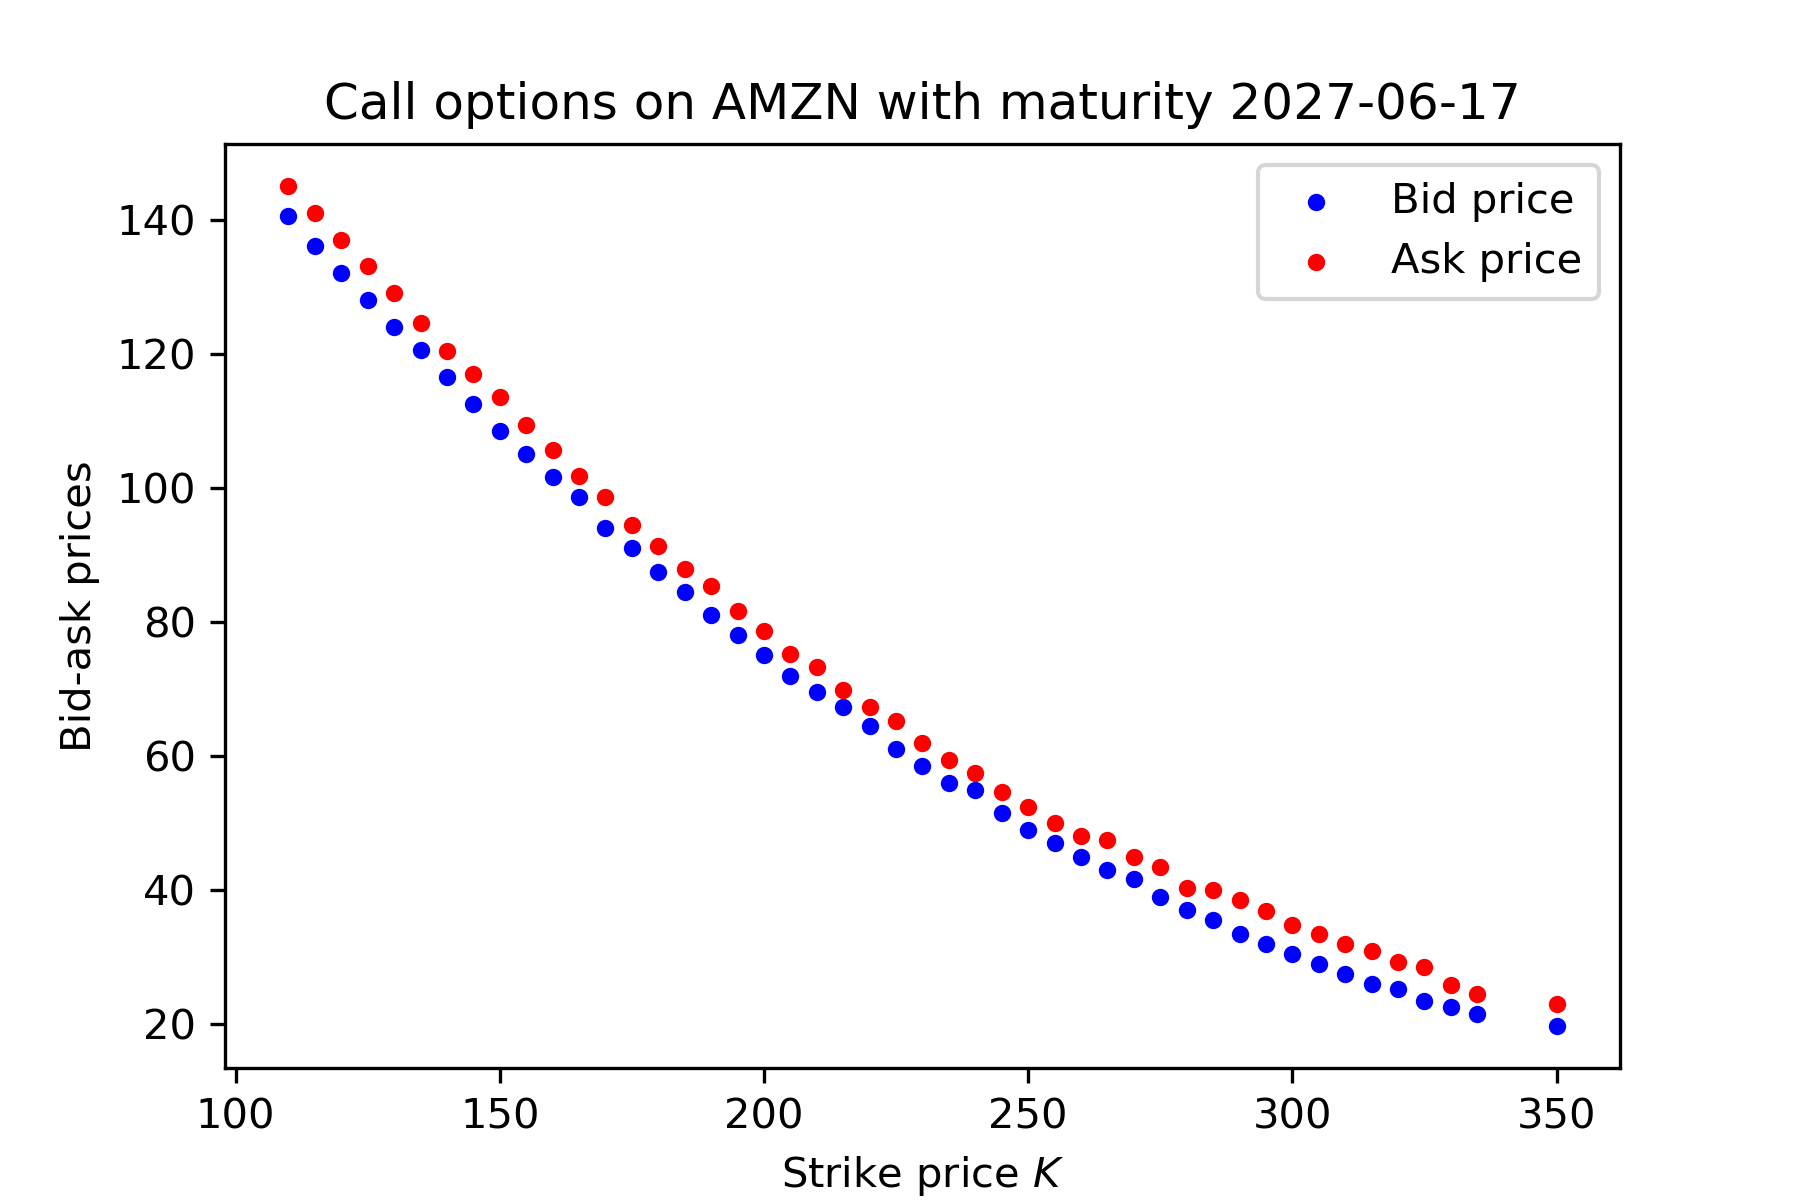 Call options on AMZN with maturity 2027-06-17
Bid price
Ask price
Bid-ask prices
140
120
100
80
60
40
20
100 150 200 250 300 350
Strike price K